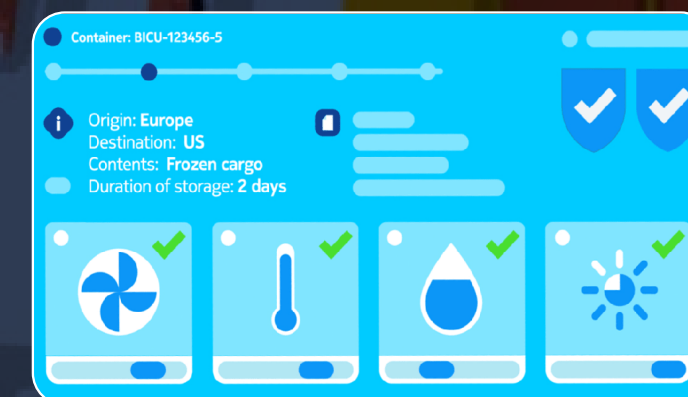 Container: BICU-123456-5
i
Origin: Europe
Destination: US
Contents: Frozen cargo
Duration of storage: 2 days